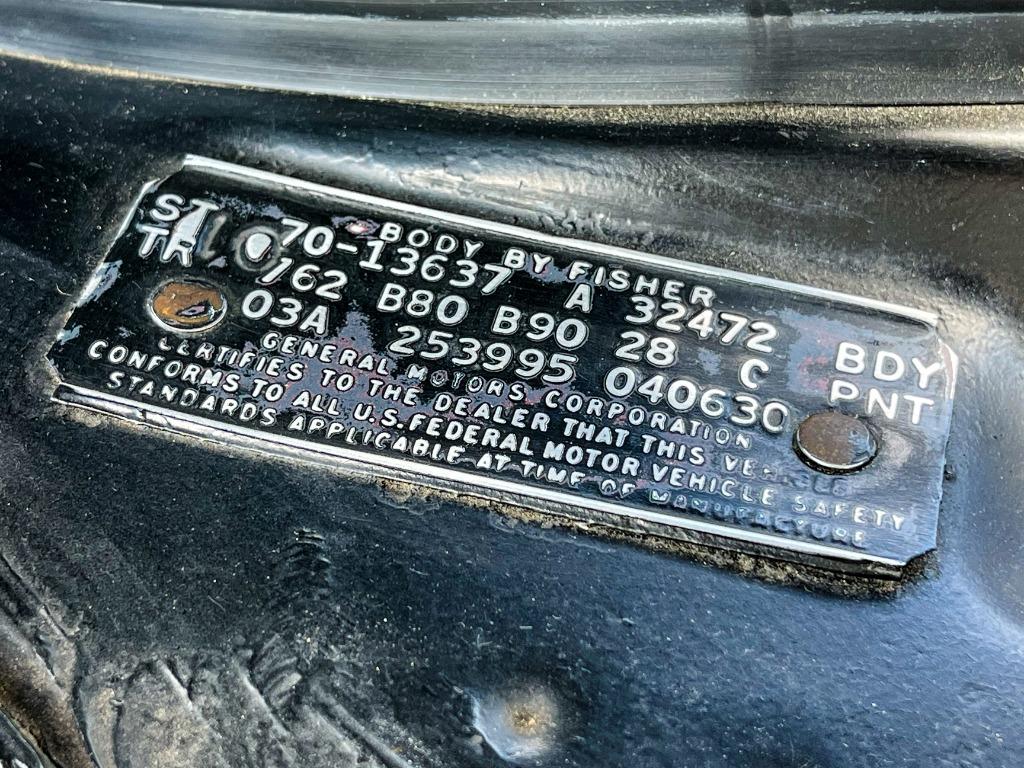 BODY BY FISHER
ST 70-13637 A 32472 BDY
TR 762 B80 B90 28 C PNT
03A 253995 040630
GENERAL MOTORS CORPORATION
CERTIFIES TO THE DEALER THAT THIS VEHICLE
CONFORMS TO ALL U.S. FEDERAL MOTOR VEHICLE SAFETY
STANDARDS APPLICABLE AT TIME OF MANUFACTURE